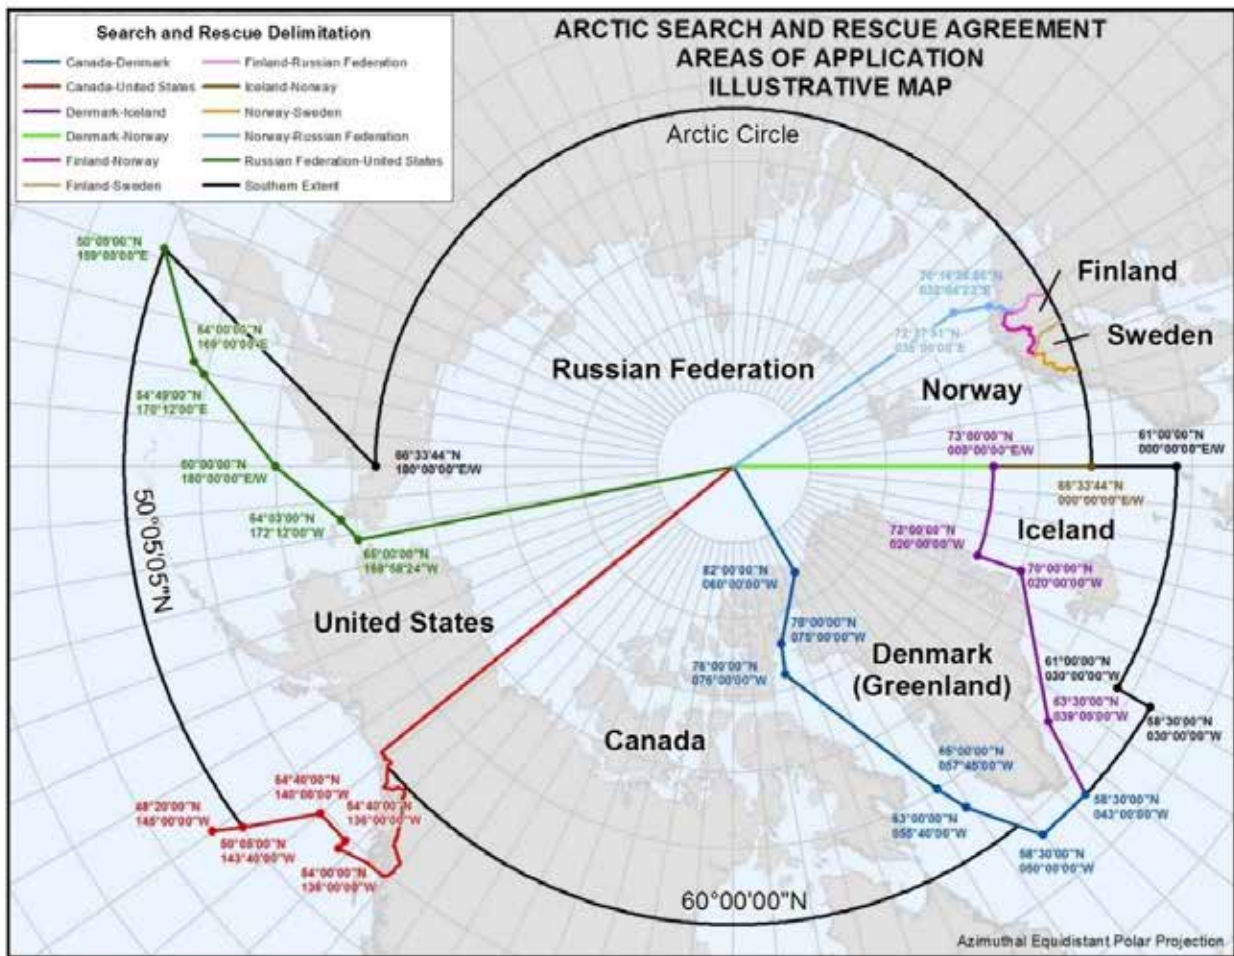 ARCTIC SEARCH AND RESCUE AGREEMENT
AREAS OF APPLICATION
ILLUSTRATIVE MAP
Search and Rescue Delimitation
Canada-Denmark
Canada-United States
Denmark-Iceland
Denmark-Norway
Finland-Norway
Finland-Sweden
Finland-Russian Federation
Iceland-Norway
Norway-Sweden
Norway-Russian Federation
Russian Federation-United States
Southern Extent
Arctic Circle
50°05'05"N
159°00'00"E
54°00'00"N
54°49'00"N
170°12'00"E
60°00'00"N
180°00'00"E/W
64°03'00"N
172°12'00"W
65°00'00"N
168°58'24"W
66°33'44"N
180°00'00"E/W
035°00'00"E
Finland
Sweden
Norway
Russian Federation
73°00'00"N
000°00'00"E/W
61°00'00"N
000°00'00"E/W
66°33'44"N
000°00'00"E/W
Iceland
73°00'00"N
020°00'00"W
70°00'00"N
020°00'00"W
50°05'05"N
United States
82°00'00"N
060°00'00"W
78°00'00"N
075°00'00"W
76°00'00"N
076°00'00"W
Denmark
(Greenland)
61°00'00"N
030°00'00"W
63°30'00"N
039°05'00"W
58°30'00"N
030°00'00"W
Canada
65°00'00"N
057°45'00"W
63°00'00"N
055°40'00"W
58°30'00"N
043°00'00"W
58°30'00"N
050°00'00"W
54°40'00"N
140°00'00"W
54°40'00"N
136°00'00"W
48°20'00"N
145°00'00"W
50°05'00"N
143°40'00"W
54°00'00"N
136°00'00"W
60°00'00"N
Azimuthal Equidistant Polar Projection